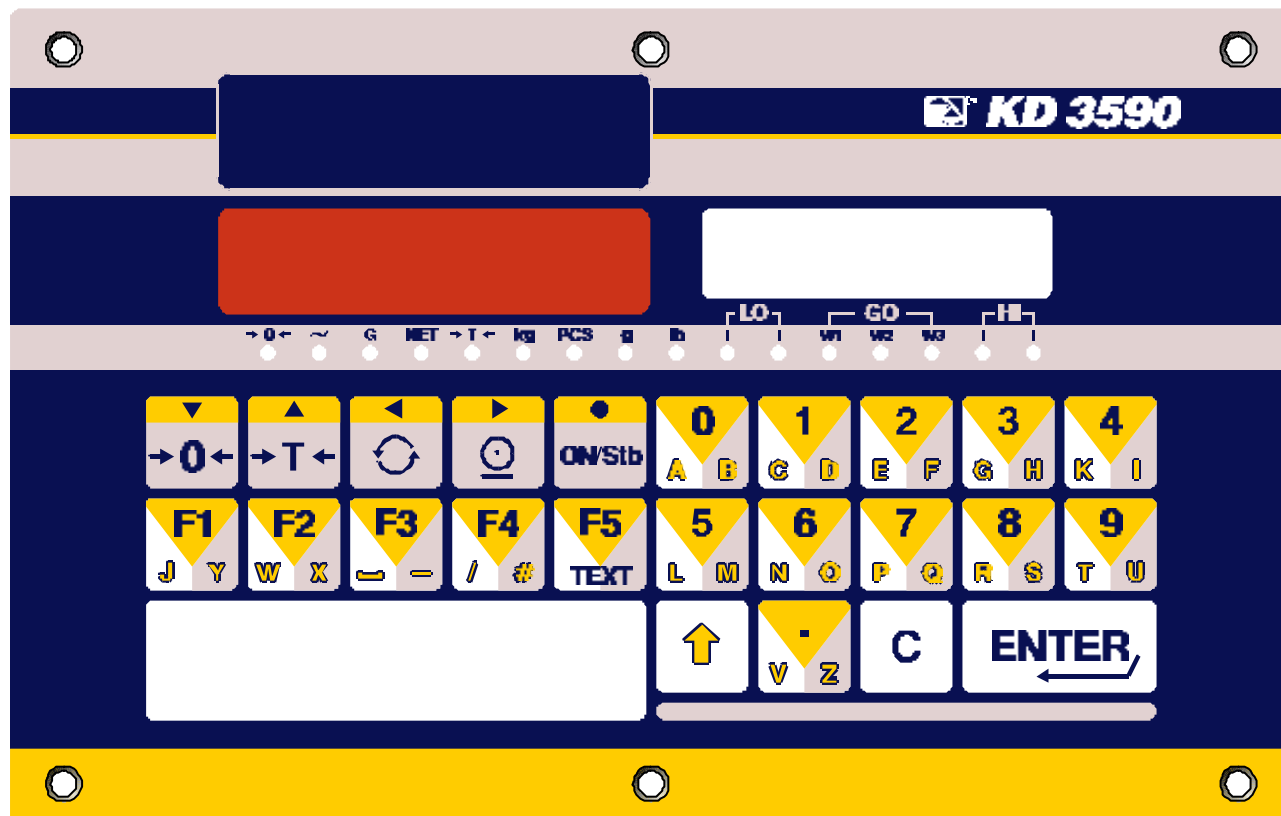 KD 3590
LO GO HI
→0← ~ G NET →T← kg PCS g lb W1 W2 W3
→0← →T← ON/Stb 0 1 2 3 4
A B C D E F G H K I
F1 F2 F3 F4 F5 5 6 7 8 9
J Y W X – / # TEXT L M N O P Q R S T U
. C ENTER
V Z